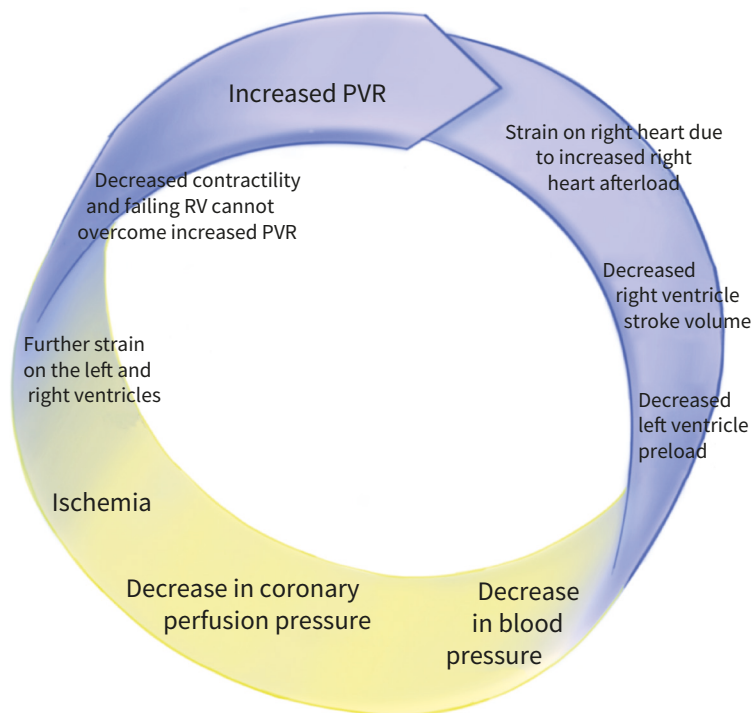 Increased PVR
Strain on right heart due
to increased right
heart afterload
Decreased
right ventricle
stroke volume
Decreased
left ventricle
preload
Decrease
in blood
pressure
Decrease in coronary
perfusion pressure
Ischemia
Further strain
on the left and
right ventricles
Decreased contractility
and failing RV cannot
overcome increased PVR